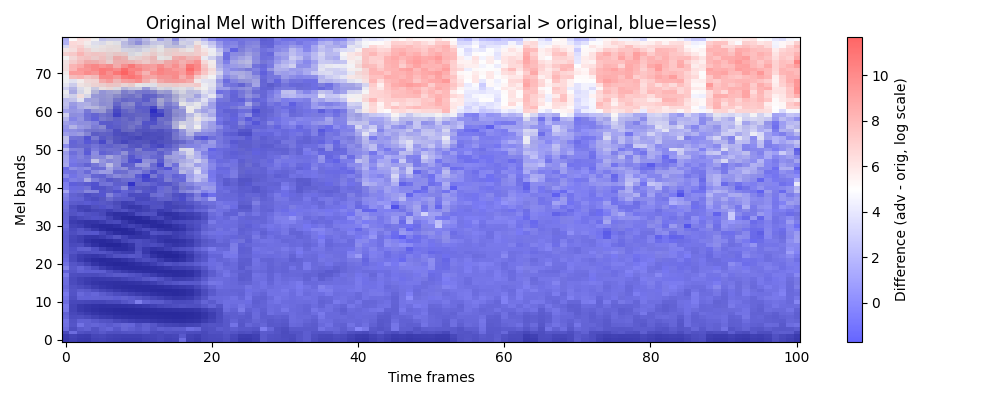 Original Mel with Differences (red=adversarial > original, blue=less)
Mel bands
70
60
50
40
30
20
10
0
0 20 40 60 80 100
Time frames
10
8
6
4
2
0
Difference (adv - orig, log scale)